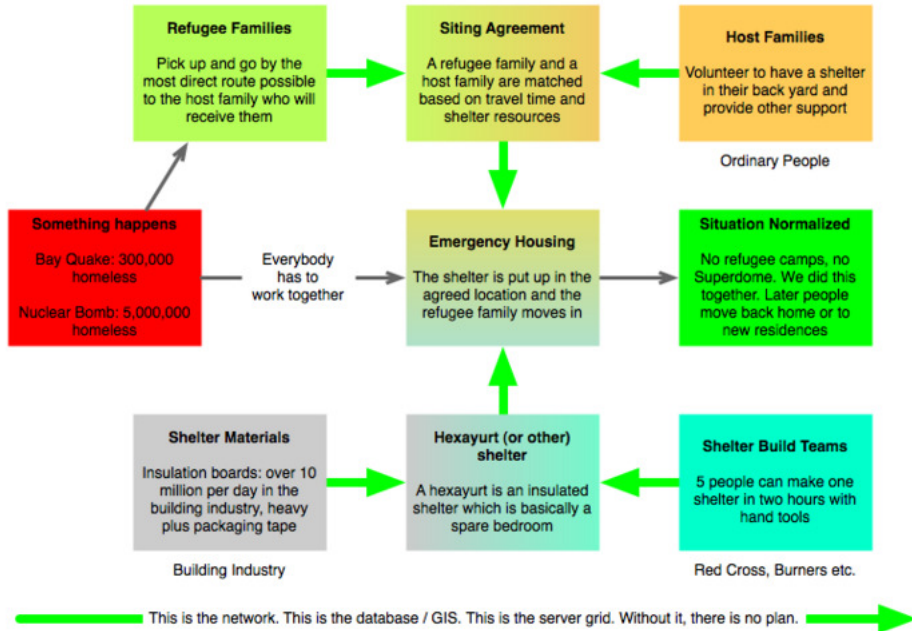 Refugee Families
Pick up and go by the
most direct route possible
to the host family who will
receive them
Siting Agreement
A refugee family and a
host family are matched
based on travel time and
shelter resources
Host Families
Volunteer to have a shelter
in their back yard and
provide other support
Ordinary People
Something happens
Bay Quake: 300,000
homeless
Nuclear Bomb: 5,000,000
homeless
Everybody
has to
work together
Emergency Housing
The shelter is put up in the
agreed location and the
refugee family moves in
Situation Normalized
No refugee camps, no
Superdome. We did this
together. Later people
move back home or to
new residences
Shelter Materials
Insulation boards: over 10
million per day in the
building industry, heavy
plus packaging tape
Building Industry
Hexayurt (or other)
shelter
A hexayurt is an insulated
shelter which is basically a
spare bedroom
Shelter Build Teams
5 people can make one
shelter in two hours with
hand tools
Red Cross, Burners etc.
This is the network. This is the database / GIS. This is the server grid. Without it, there is no plan.